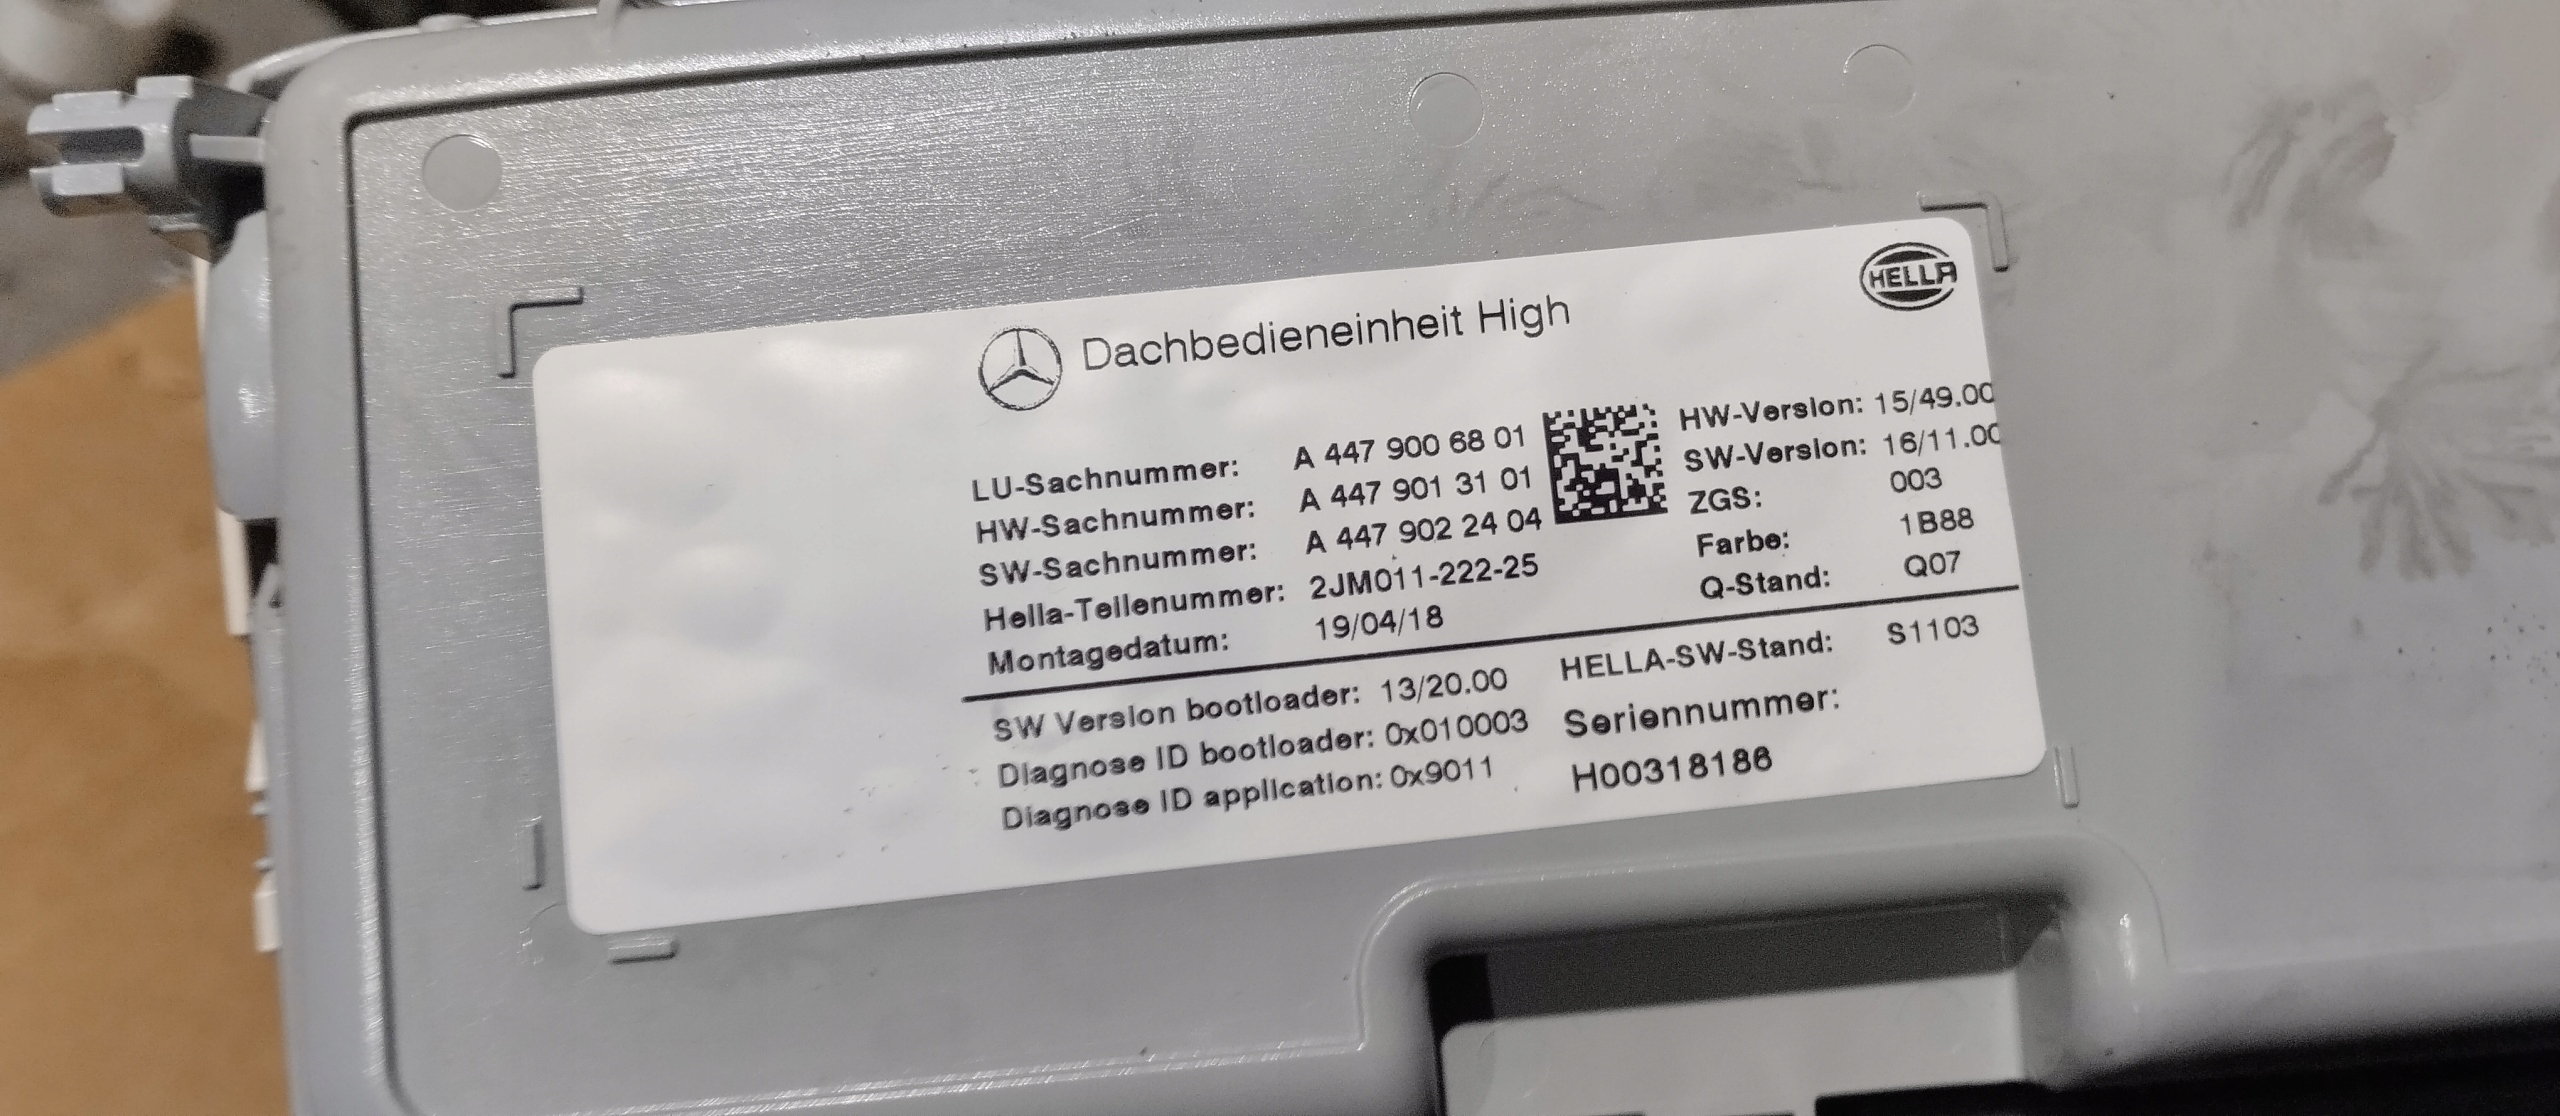 HELLA
Dachbedieneinheit High
LU-Sachnummer: A 447 900 68 01
HW-Sachnummer: A 447 901 31 01
SW-Sachnummer: A 447 902 24 04
Hella-Teilenummer: 2JM011-222-25
Montagedatum: 19/04/18
HW-Version: 15/49.00
SW-Version: 16/11.00
ZGS: 003
Farbe: 1B88
Q-Stand: Q07
SW Version bootloader: 13/20.00
Diagnose ID bootloader: 0x010003
Diagnose ID application: 0x9011
HELLA-SW-Stand: S1103
Seriennummer:
H00318186